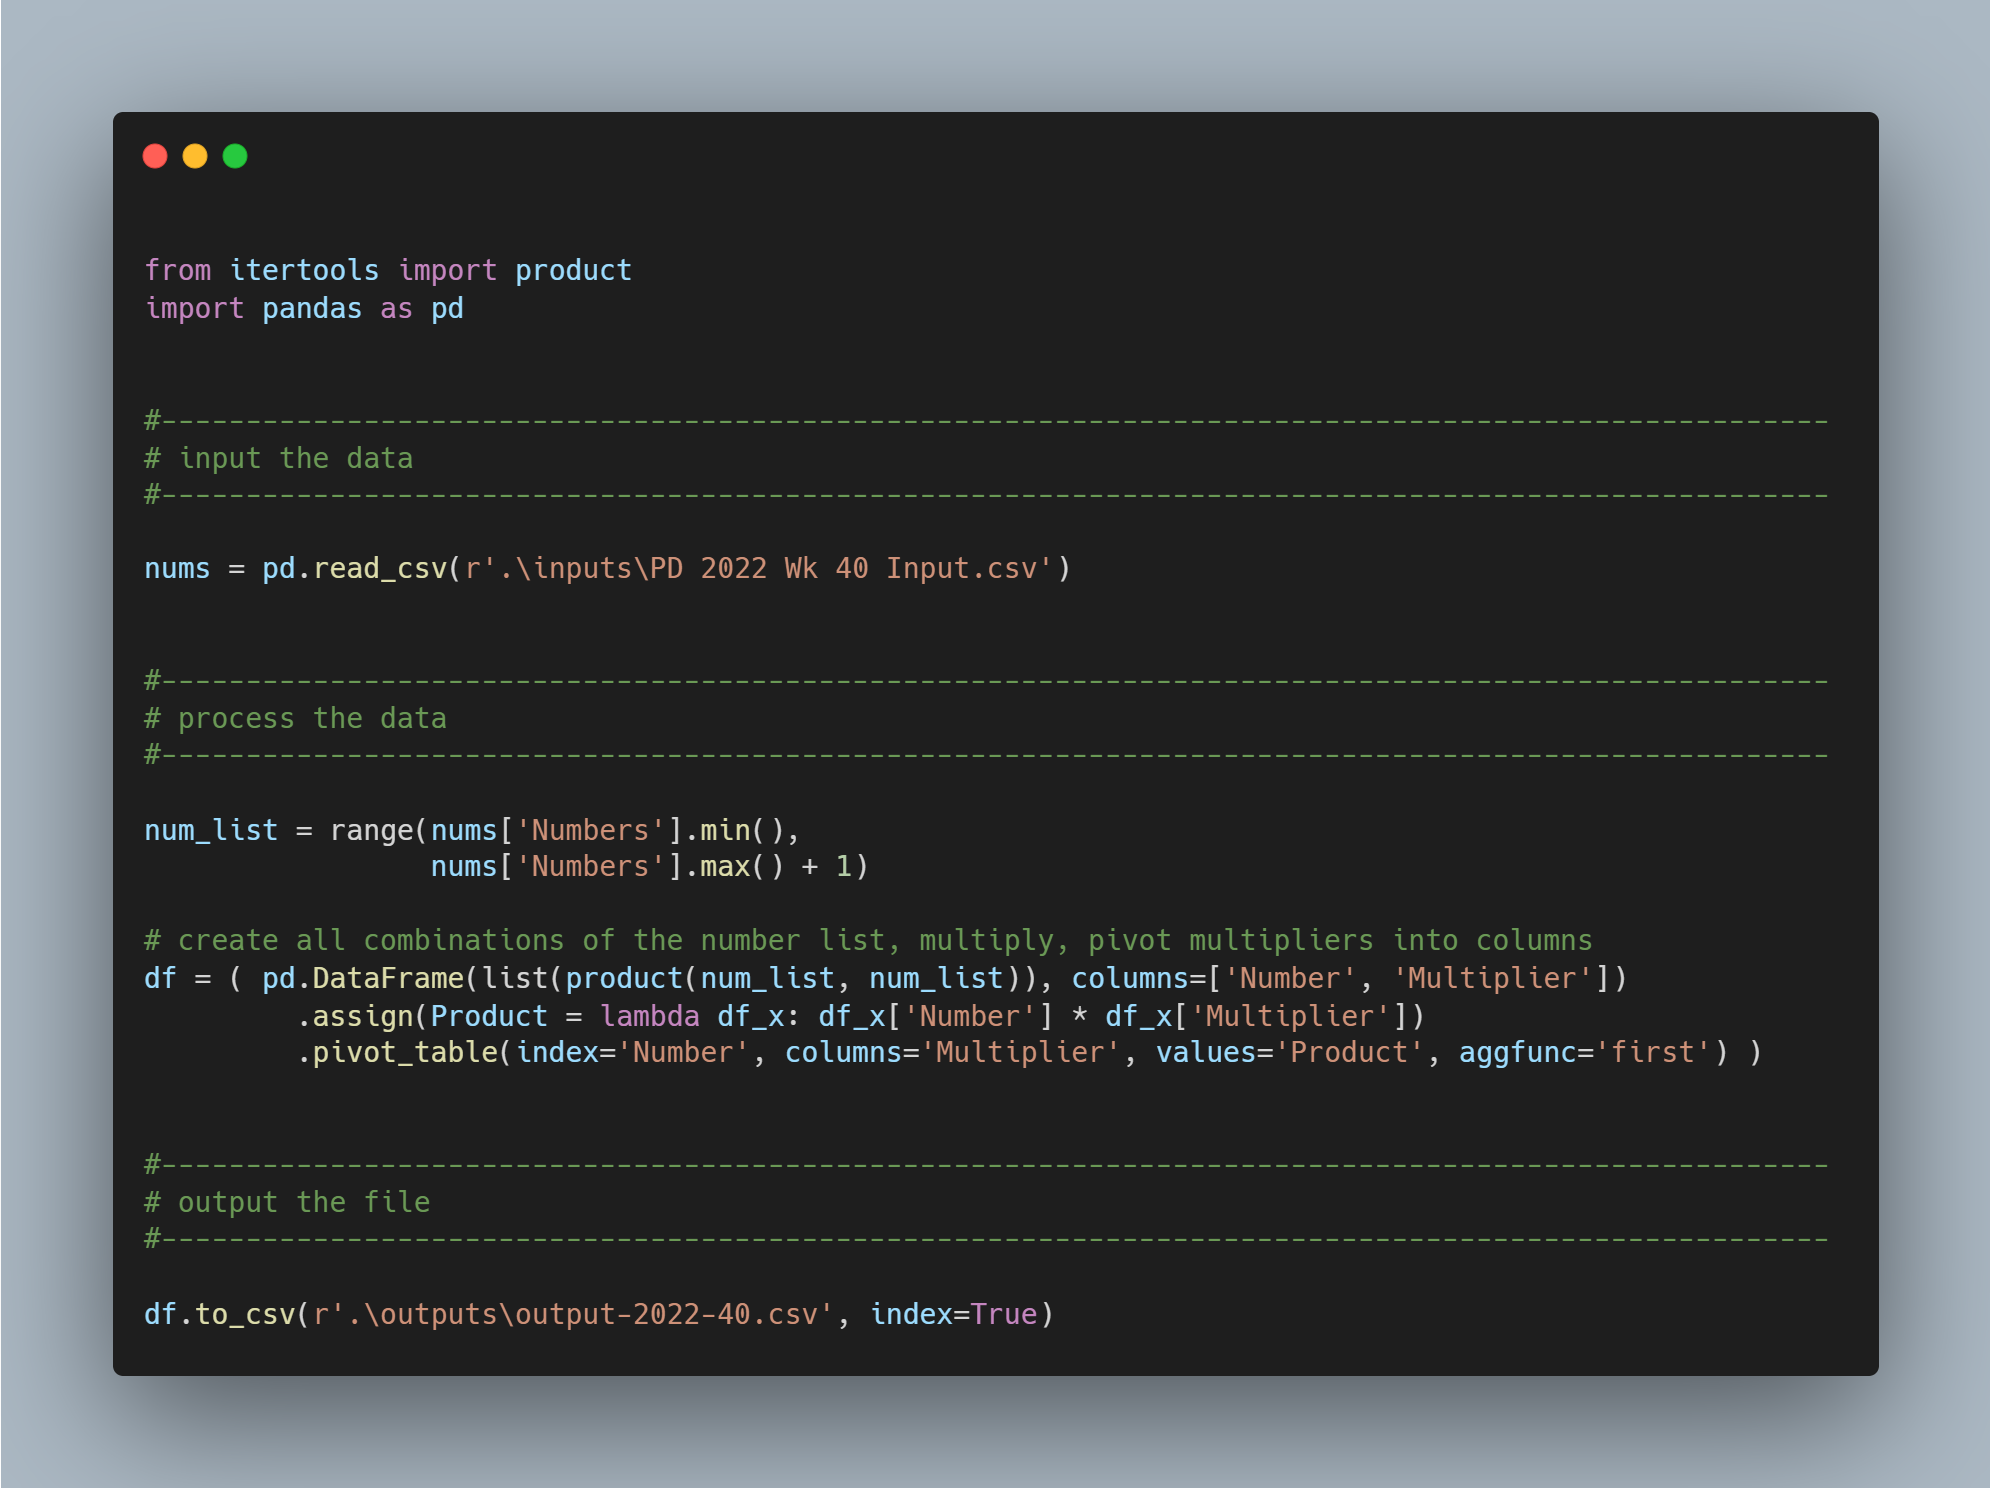 from itertools import product
import pandas as pd
#---------------------------------------------------------------------------------------------------
# input the data
#---------------------------------------------------------------------------------------------------
nums = pd.read_csv(r'.\inputs\PD 2022 Wk 40 Input.csv')
#---------------------------------------------------------------------------------------------------
# process the data
#---------------------------------------------------------------------------------------------------
num_list = range(nums['Numbers'].min(),
                 nums['Numbers'].max() + 1)
# create all combinations of the number list, multiply, pivot multipliers into columns
df = ( pd.DataFrame(list(product(num_list, num_list)), columns=['Number', 'Multiplier'])
         .assign(Product = lambda df_x: df_x['Number'] * df_x['Multiplier'])
         .pivot_table(index='Number', columns='Multiplier', values='Product', aggfunc='first') )
#---------------------------------------------------------------------------------------------------
# output the file
#---------------------------------------------------------------------------------------------------
df.to_csv(r'.\outputs\output-2022-40.csv', index=True)